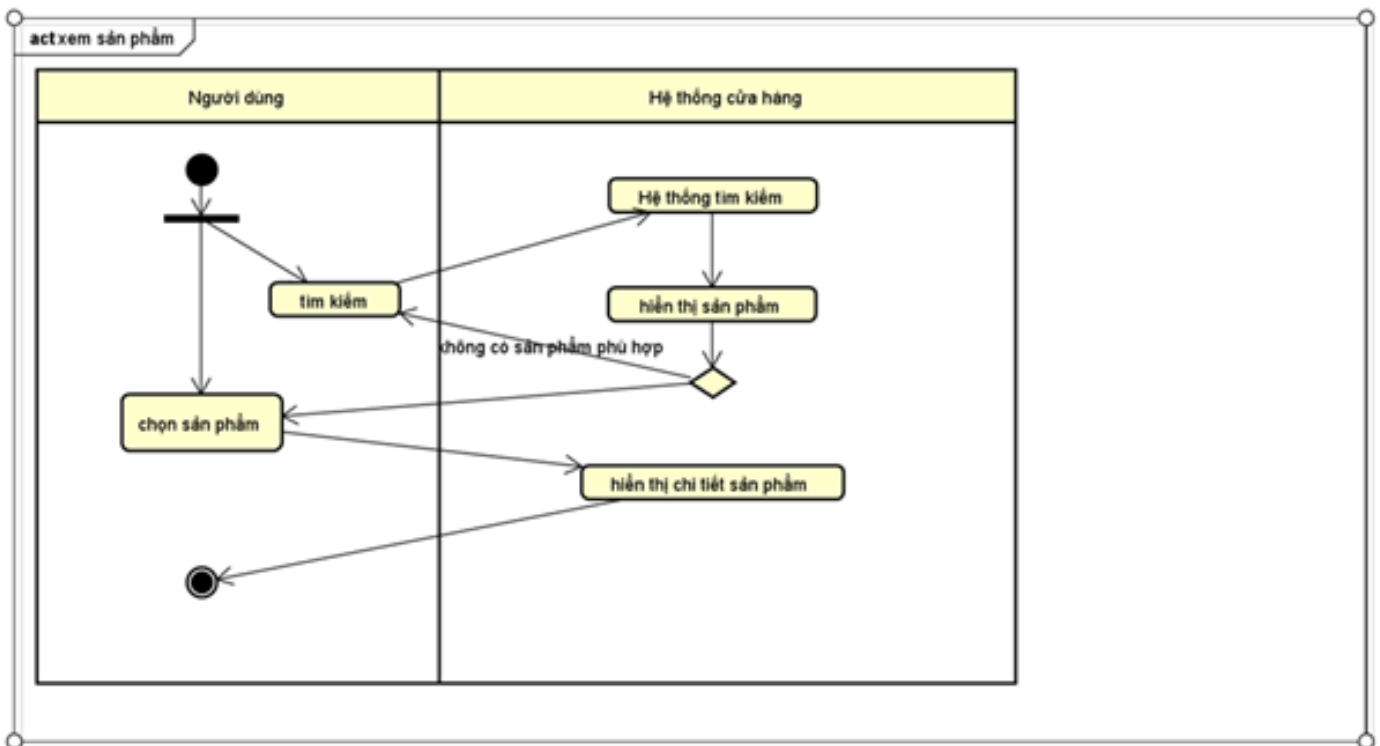 act xem sản phẩm
Người dùng
Hệ thống cửa hàng
Hệ thống tìm kiếm
tìm kiếm
hiển thị sản phẩm
không có sản phẩm phù hợp
chọn sản phẩm
hiển thị chi tiết sản phẩm